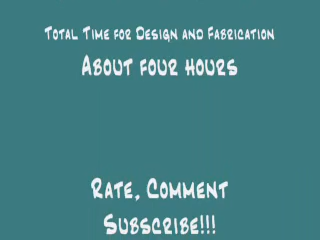 Total Time for Design and Fabrication
About four hours
Rate, Comment
Subscribe!!!